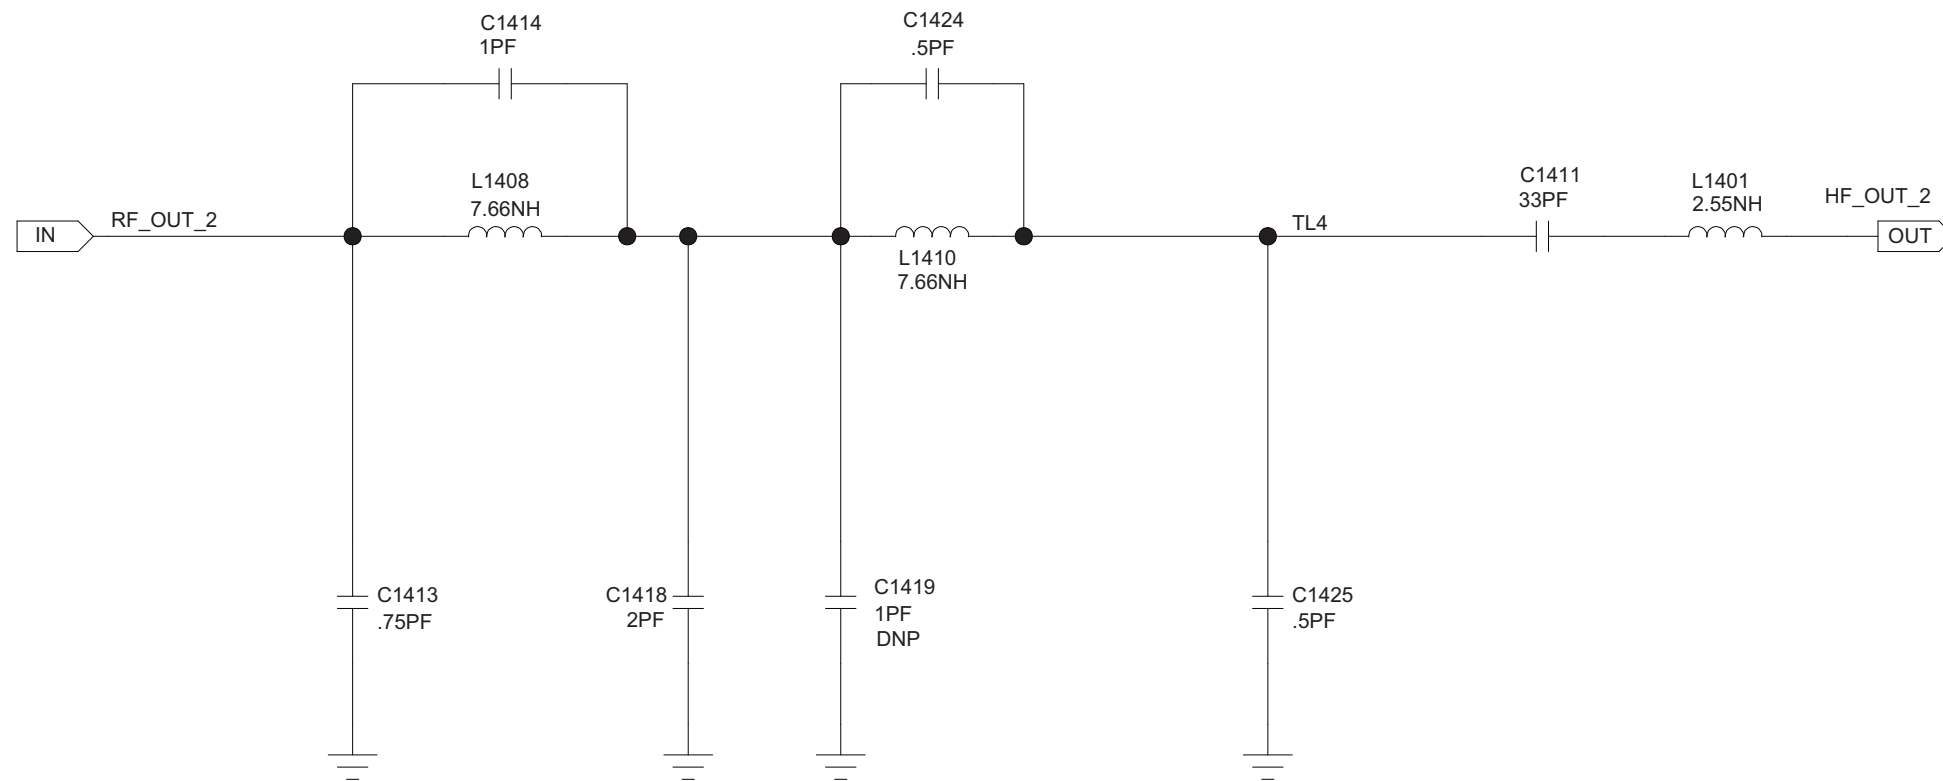 C1414
1PF
C1424
.5PF
L1408
7.66NH
C1411
33PF
L1401
2.55NH
HF_OUT_2
IN
RF_OUT_2
TL4
OUT
L1410
7.66NH
C1413
.75PF
C1418
2PF
C1419
1PF
DNP
C1425
.5PF